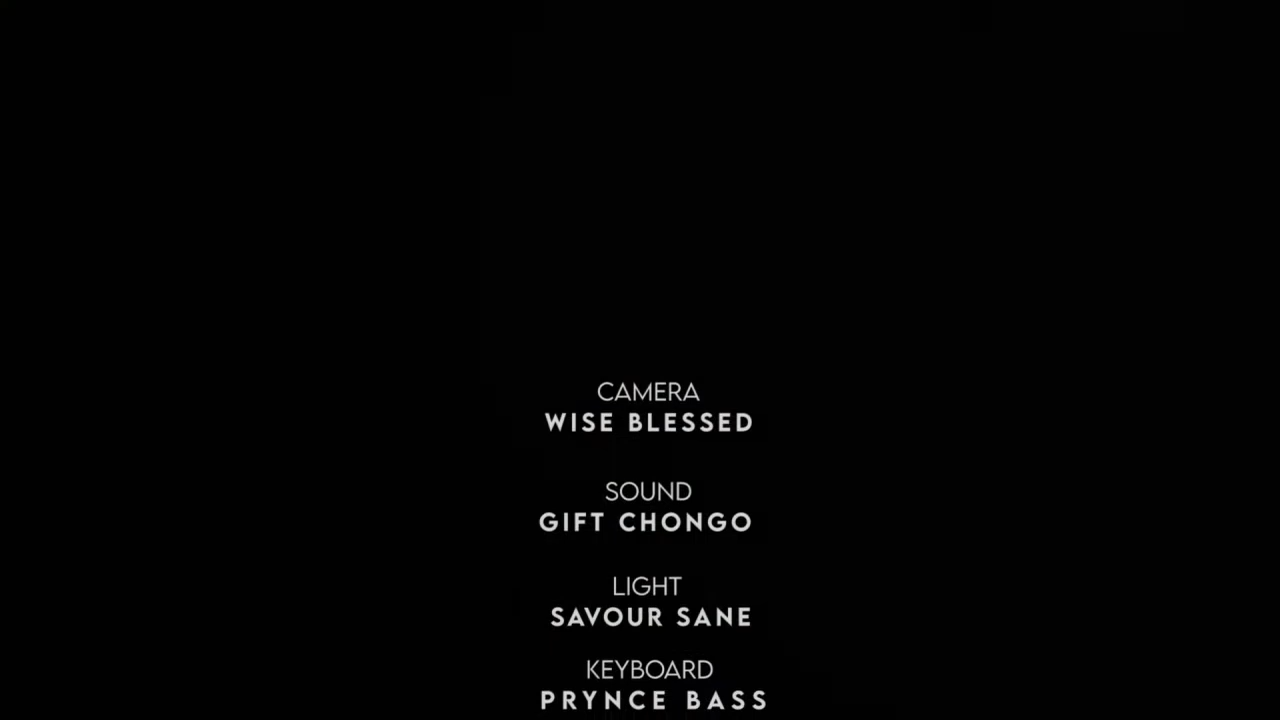 CAMERA
WISE BLESSED
SOUND
GIFT CHONGO
LIGHT
SAVOUR SANE
KEYBOARD
PRYNCE BASS